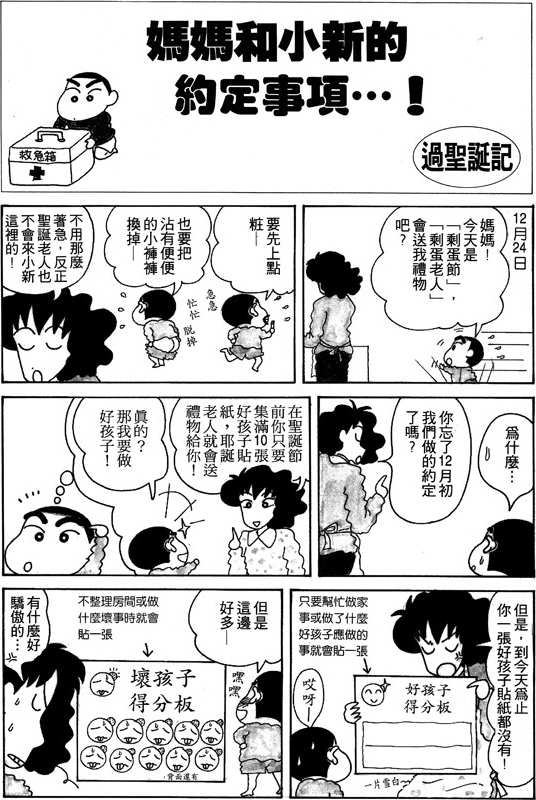 媽媽和小新的
約定事項…!
救急箱
過聖誕記
12月24日
媽媽!
今天是
「剩蛋節」,
「剩蛋老人」
會送我禮物
吧?
要先上點
粧—
急急
忙忙
脫掉
也要把
沾有便便
的小褲褲
換掉—
不用那麼
著急,反正
聖誕老人也
不會來小新
這裡的!
為什麼…
你忘了12月初
我們做的約定
了嗎?
在聖誕節
前你只要
集滿10張
好孩子貼
紙,耶誕
老人就會送
禮物給你!
真的?
那我要做
好孩子!
但是,到今天為止
你一張好孩子貼紙都沒有!
只要幫忙做家
事或做了什麼
好孩子應做的
事就會貼一張
好孩子
得分板
哎呀—
一片雪白～
但是
這邊
好多—
嘿嘿
不整理房間或做
什麼壞事時就會
貼一張
壞孩子
得分板
·背面還有
有什麼好
驕傲的…